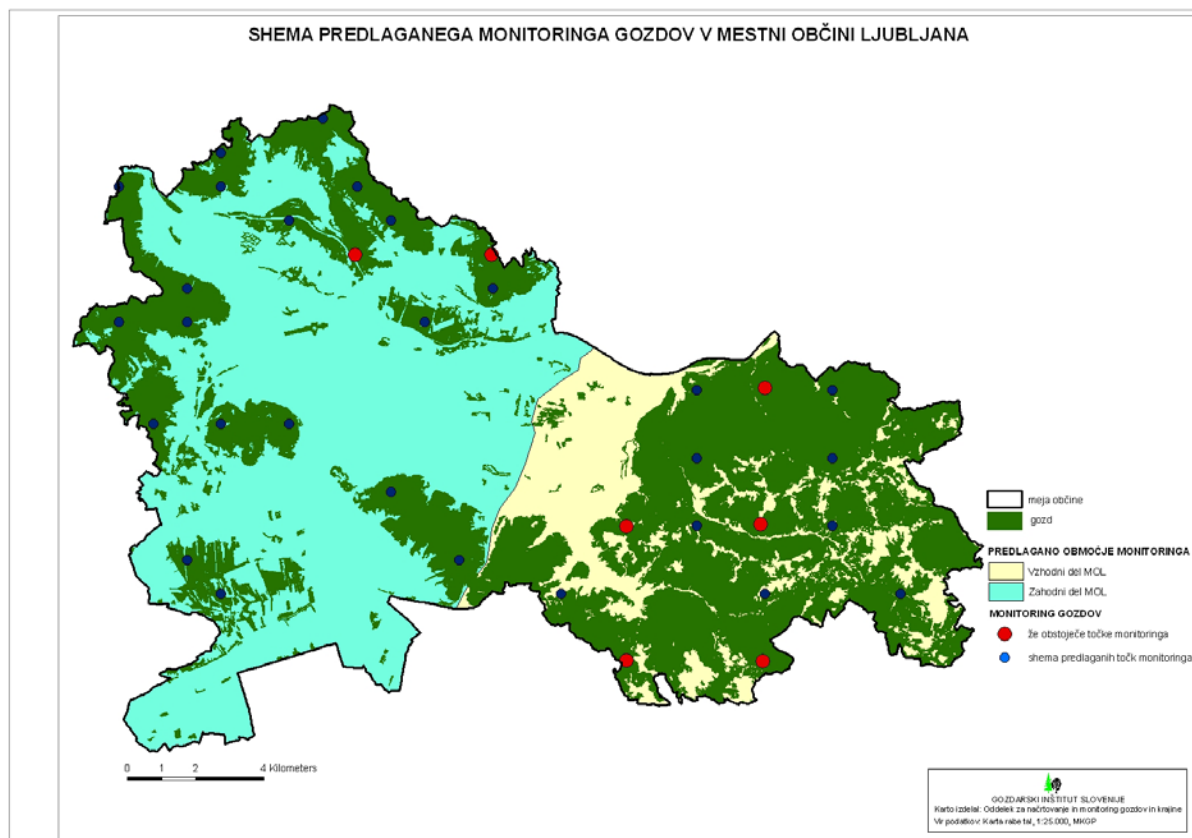 SHEMA PREDLAGANEGA MONITORINGA GOZDOV V MESTNI OBČINI LJUBLJANA
meja občine
gozd
PREDLAGANO OBMOČJE MONITORINGA
Vzhodni del MOL
Zahodni del MOL
MONITORING GOZDOV
že obstoječe točke monitoringa
shema predlaganih točk monitoringa
0 1 2 4 Kilometers
GOZDARSKI INŠTITUT SLOVENIJE
Karto izdelal: Oddelek za načrtovanje in monitoring gozdov in krajine
Vir podatkov: Karta rabe tal, 1:25.000, MKGP